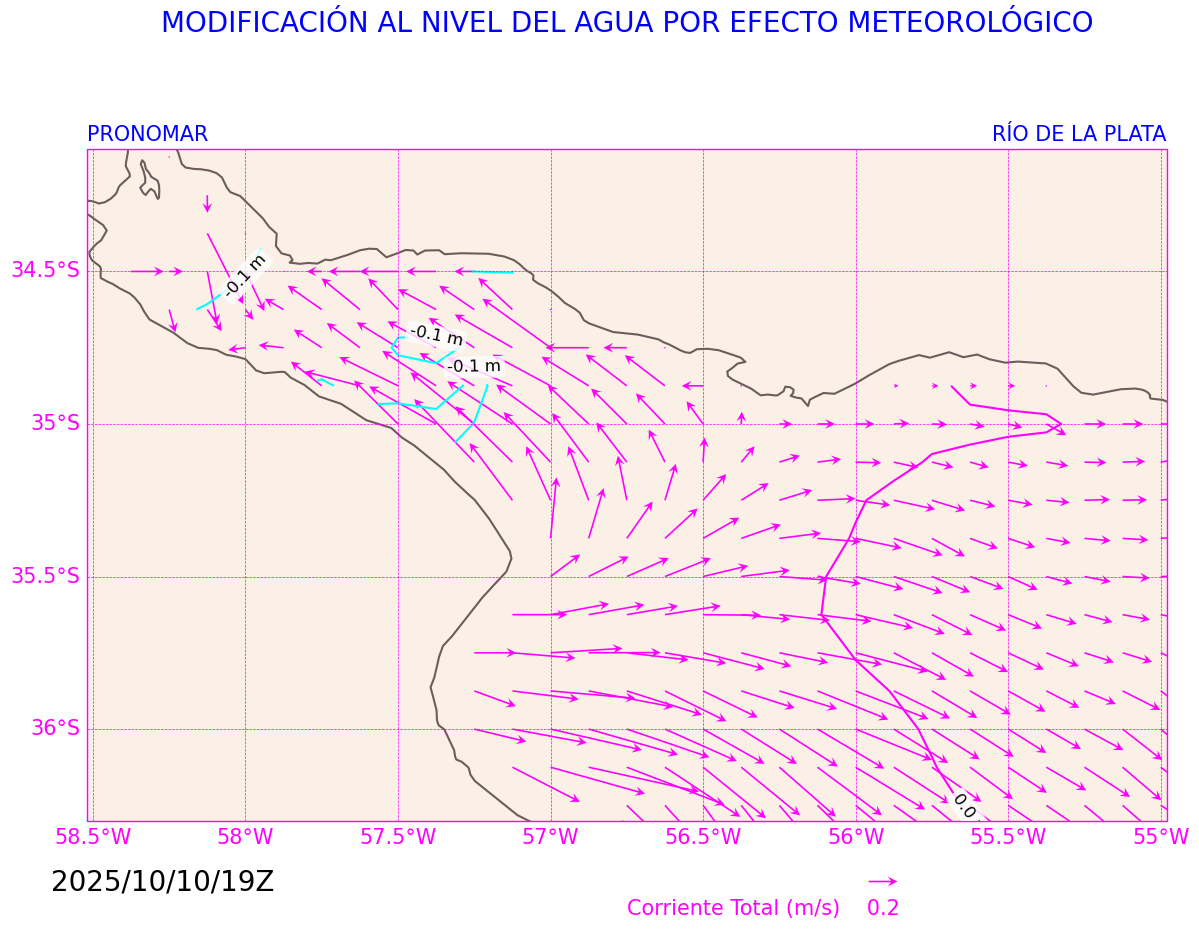 MODIFICACIÓN AL NIVEL DEL AGUA POR EFECTO METEOROLÓGICO
PRONOMAR
RÍO DE LA PLATA
-0.1 m
34.5°S
-0.1 m
-0.1 m
35°S
35.5°S
36°S
0.0
58.5°W 58°W 57.5°W 57°W 56.5°W 56°W 55.5°W 55°W
2025/10/10/19Z
Corriente Total (m/s) 0.2